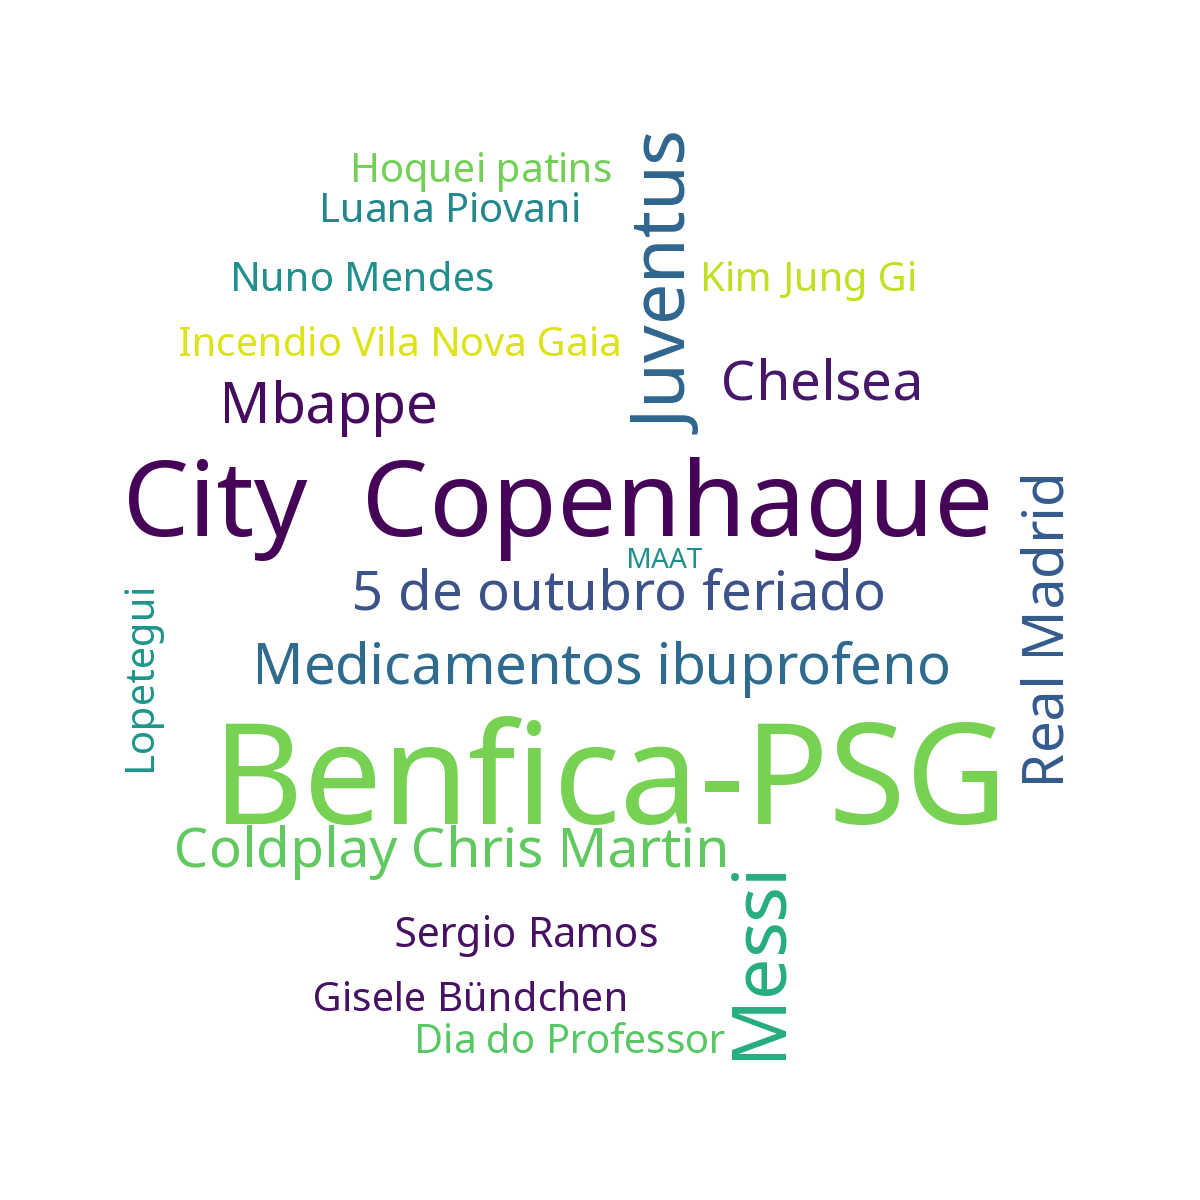 Hoquei patins
Luana Piovani
Juventus
Nuno Mendes
Kim Jung Gi
Incendio Vila Nova Gaia
Mbappe
Chelsea
City Copenhague
MAAT
5 de outubro feriado
Real Madrid
Lopetegui
Medicamentos ibuprofeno
Benfica-PSG
Coldplay Chris Martin
Messi
Sergio Ramos
Gisele Bündchen
Dia do Professor